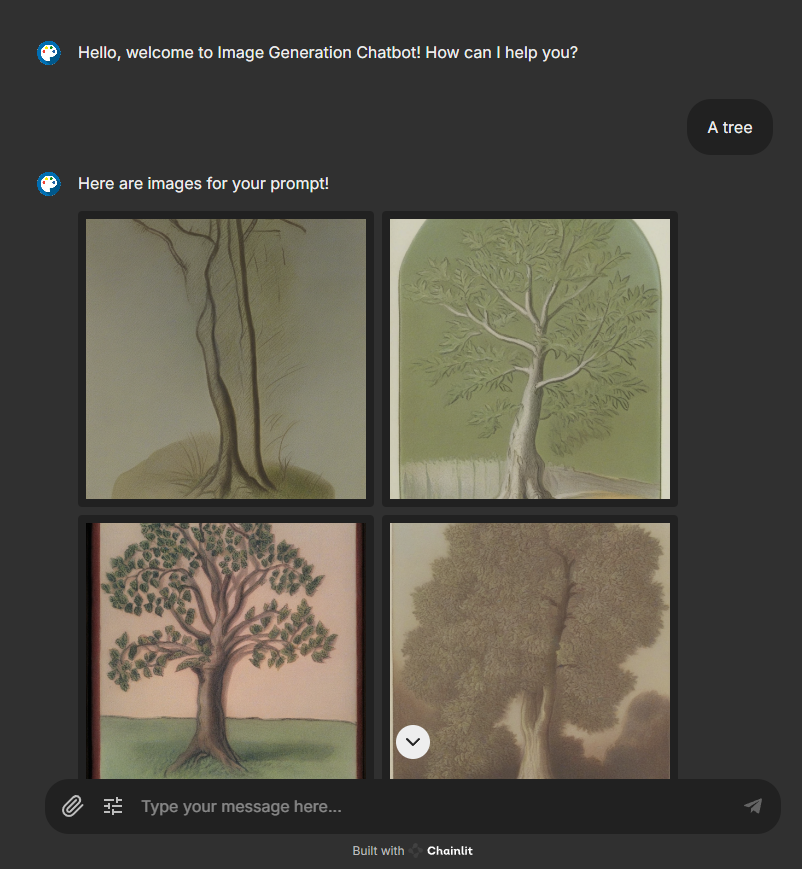 Hello, welcome to Image Generation Chatbot! How can I help you?
A tree
Here are images for your prompt!
Type your message here...
Built with Chainlit